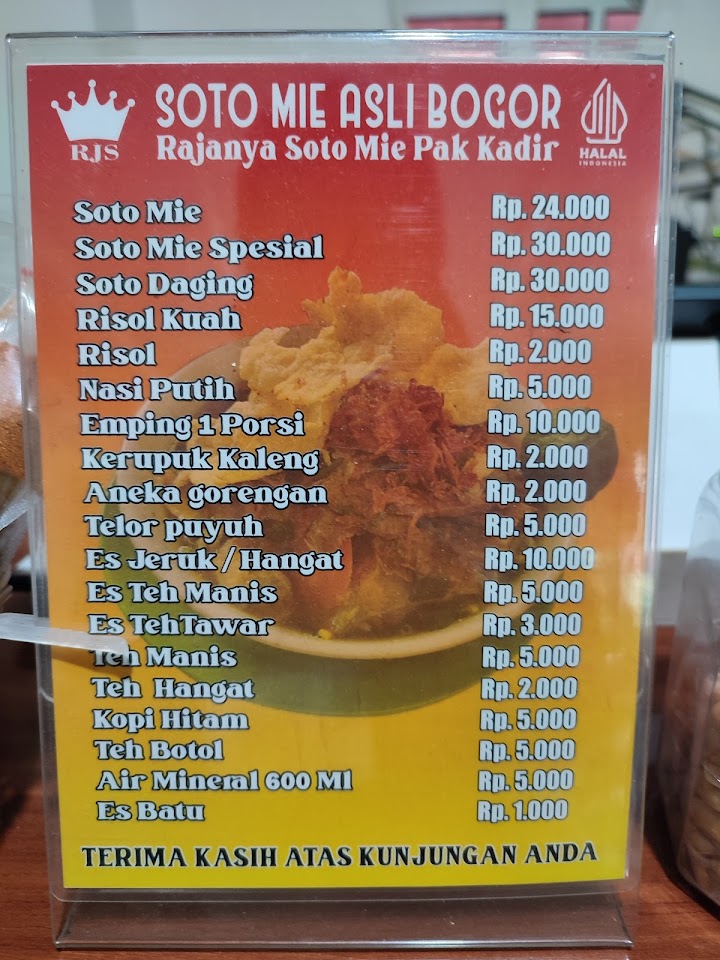 RJS
SOTO MIE ASLI BOGOR
Rajanya Soto Mie Pak Kadir
HALAL
INDONESIA
Soto Mie Rp. 24.000
Soto Mie Spesial Rp. 30.000
Soto Daging Rp. 30.000
Risol Kuah Rp. 15.000
Risol Rp. 2.000
Nasi Putih Rp. 5.000
Emping 1 Porsi Rp. 10.000
Kerupuk Kaleng Rp. 2.000
Aneka gorengan Rp. 2.000
Telor puyuh Rp. 5.000
Es Jeruk / Hangat Rp. 10.000
Es Teh Manis Rp. 5.000
Es TehTawar Rp. 3.000
Teh Manis Rp. 5.000
Teh Hangat Rp. 2.000
Kopi Hitam Rp. 5.000
Teh Botol Rp. 5.000
Air Mineral 600 Ml Rp. 5.000
Es Batu Rp. 1.000
TERIMA KASIH ATAS KUNJUNGAN ANDA